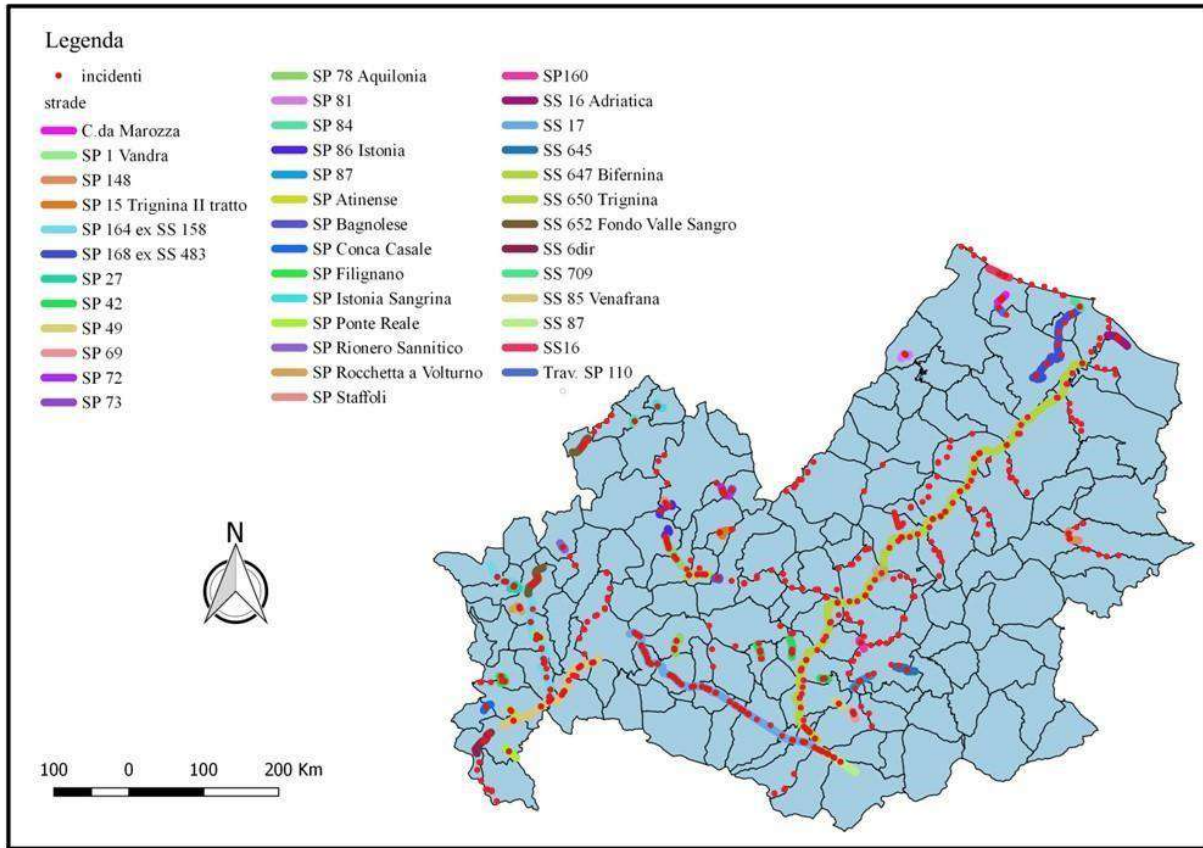 Legenda
incidenti
strade
C.da Marozza
SP 1 Vandra
SP 148
SP 15 Trignina II tratto
SP 164 ex SS 158
SP 168 ex SS 483
SP 27
SP 42
SP 49
SP 69
SP 72
SP 73
SP 78 Aquilonia
SP 81
SP 84
SP 86 Istonia
SP 87
SP Atinense
SP Bagnolese
SP Conca Casale
SP Filignano
SP Istonia Sangrina
SP Ponte Reale
SP Rionero Sannitico
SP Rocchetta a Volturno
SP Staffoli
SP160
SS 16 Adriatica
SS 17
SS 645
SS 647 Bifernina
SS 650 Trignina
SS 652 Fondo Valle Sangro
SS 6dir
SS 709
SS 85 Venafrana
SS 87
SS16
Trav. SP 110
N
100 0 100 200 Km